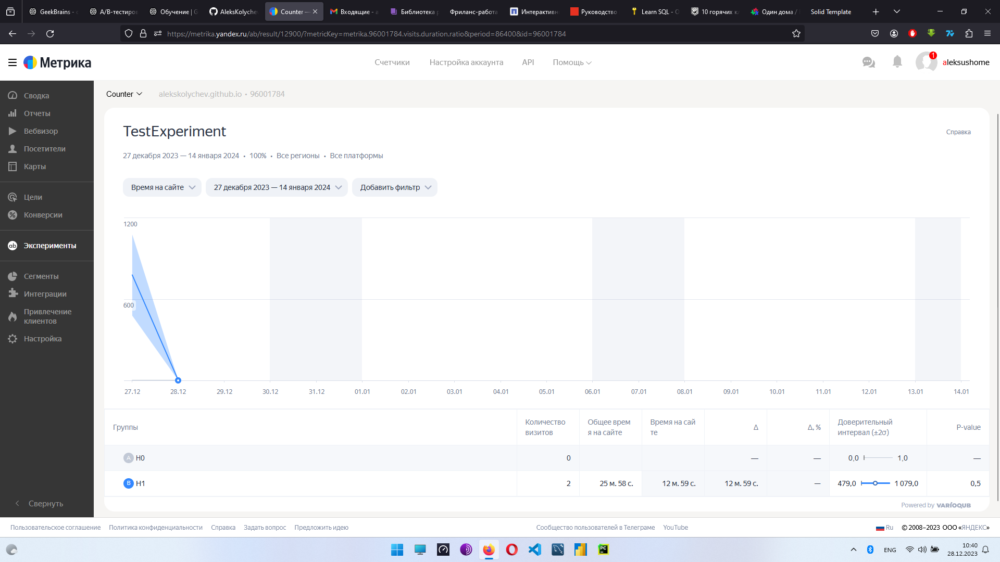 GeekBrains -
A/B-тестиров
Обучение | G
AleksKolychev
Counter —
Входящие - a
Библиотека р
Фриланс-работа
Интерактивн
Руководство
Learn SQL - O
10 горячих кл
Один дома /
Solid Template
https://metrika.yandex.ru/ab/result/12900/?metricKey=metrika.96001784.visits.duration.ratio&period=86400&id=96001784
Метрика
Счетчики
Настройка аккаунта
API
Помощь
1
aleksushome
Counter
alekskolychev.github.io • 96001784
Сводка
Отчеты
Вебвизор
Посетители
Карты
Цели
Конверсии
ab Эксперименты
Сегменты
Интеграции
Привлечение
клиентов
Настройка
Свернуть
TestExperiment
Справка
27 декабря 2023 — 14 января 2024 • 100% • Все регионы • Все платформы
Время на сайте
27 декабря 2023 — 14 января 2024
Добавить фильтр
1200
600
27.12 28.12 29.12 30.12 31.12 01.01 02.01 03.01 04.01 05.01 06.01 07.01 08.01 09.01 10.01 11.01 12.01 13.01 14.01
Группы
Количество
визитов
Общее врем
я на сайте
Время на сай
те
Δ
Δ, %
Доверительный
интервал (±2σ)
P-value
A H0 0 — — 0,0 1,0 —
B H1 2 25 м. 58 с. 12 м. 59 с. 12 м. 59 с. — 479,0 1 079,0 0,5
Powered by VARIOQUB
Пользовательское соглашение
Политика конфиденциальности
Справка
Задать вопрос
Предложить идею
Сообщество пользователей в Телеграме
YouTube
Ru
© 2008–2023 ООО «ЯНДЕКС»
PC
ENG
10:40
28.12.2023